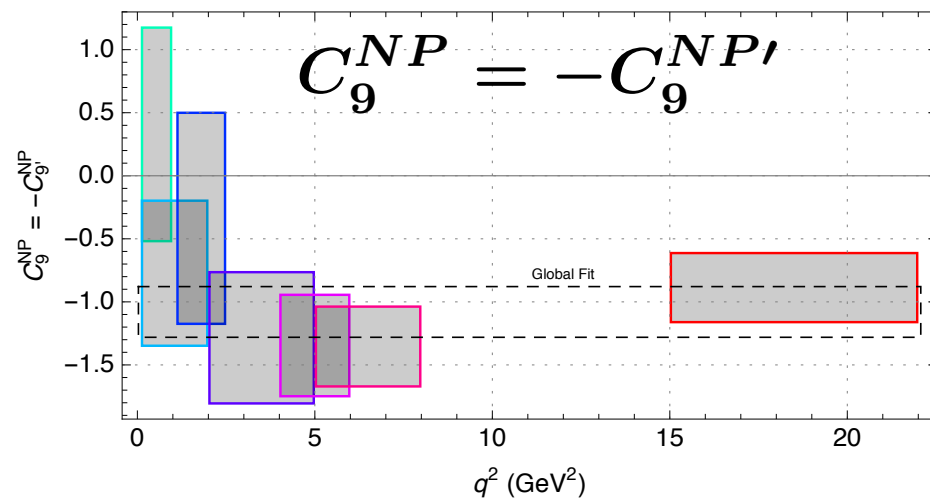 C₉ᴺᴾ = −C₉ᴺᴾ′
1.0
0.5
0.0
−0.5
−1.0
−1.5
C₉ᴺᴾ = −C₉′ᴺᴾ
Global Fit
0 5 10 15 20
q² (GeV²)